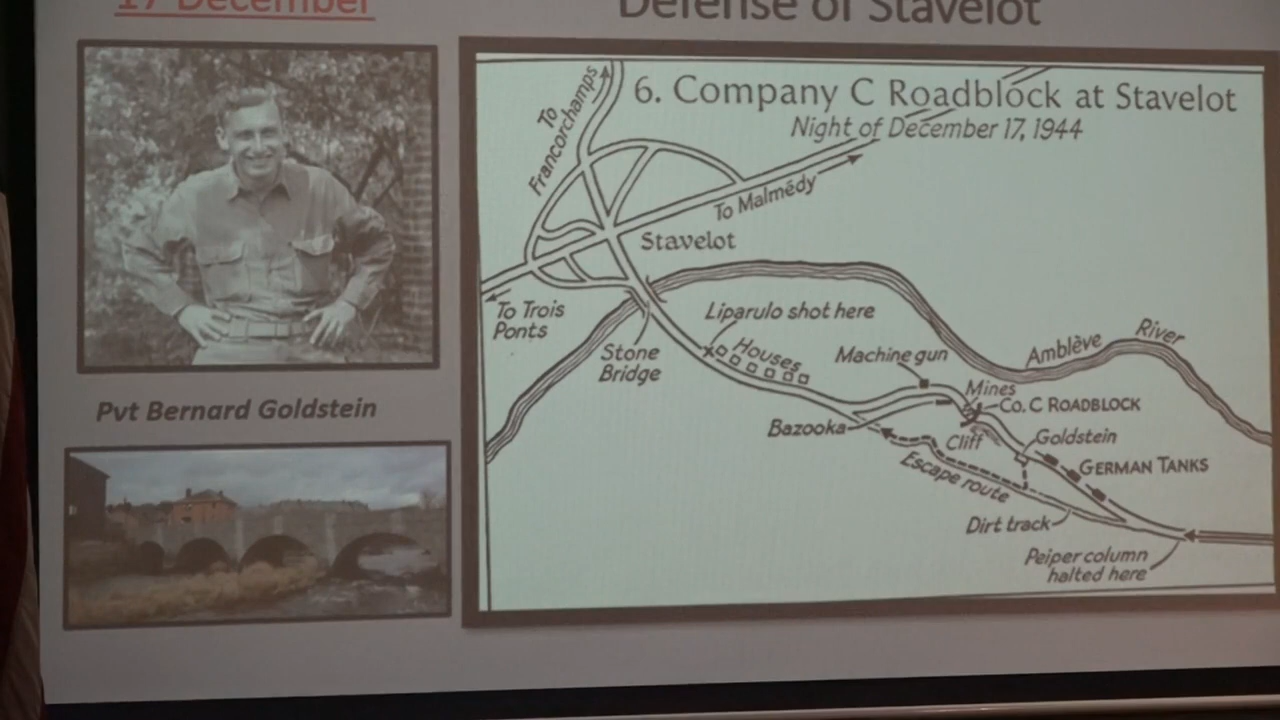 17 December
Defense of Stavelot
Pvt Bernard Goldstein
6. Company C Roadblock at Stavelot
Night of December 17, 1944
To
Francorchamps
To Malmédy
Stavelot
To Trois
Ponts
Stone
Bridge
Liparulo shot here
Houses
Machine gun
Amblève River
Mines
Co. C ROADBLOCK
Bazooka
Cliff
Goldstein
GERMAN TANKS
Escape route
Dirt track
Peiper column
halted here